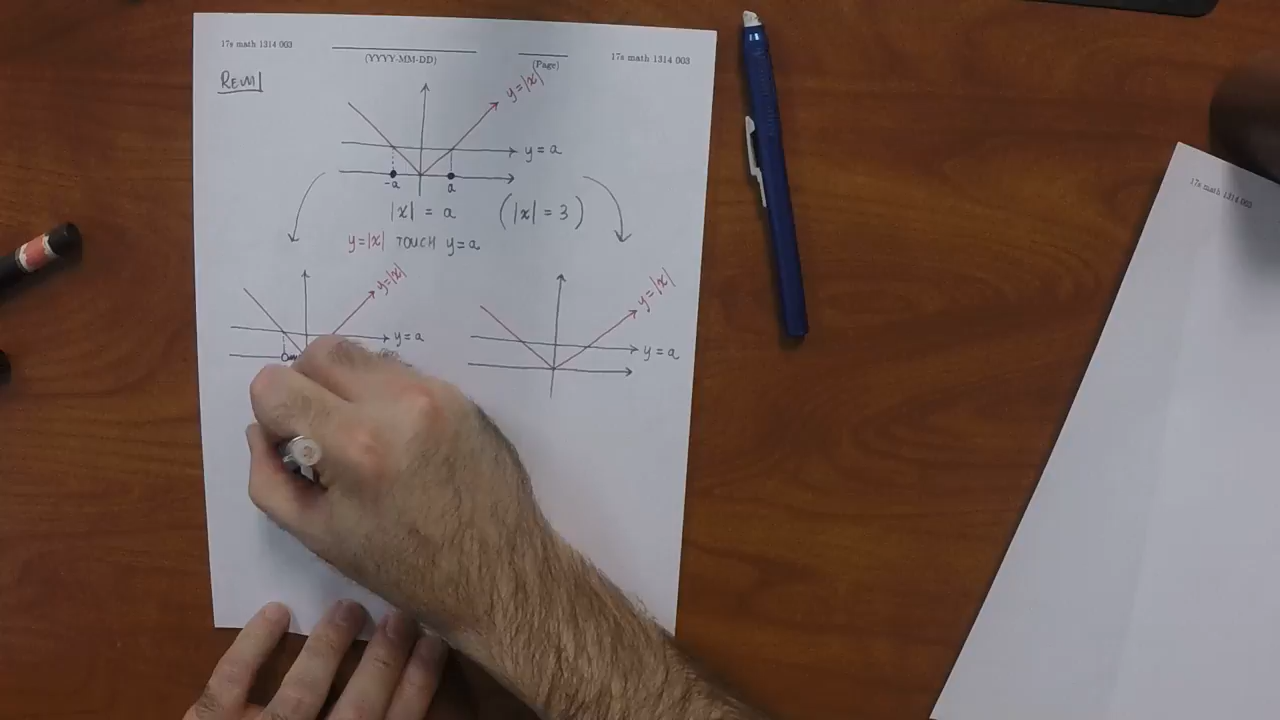 17s math 1314 003
(YYYY-MM-DD)
(Page)
17s math 1314 003
REM
y=|x|
y=a
-a
a
|x| = a
(|x| = 3)
y=|x| TOUCH y=a
y=|x|
y=a
y=|x|
y=a
17s math 1314 003